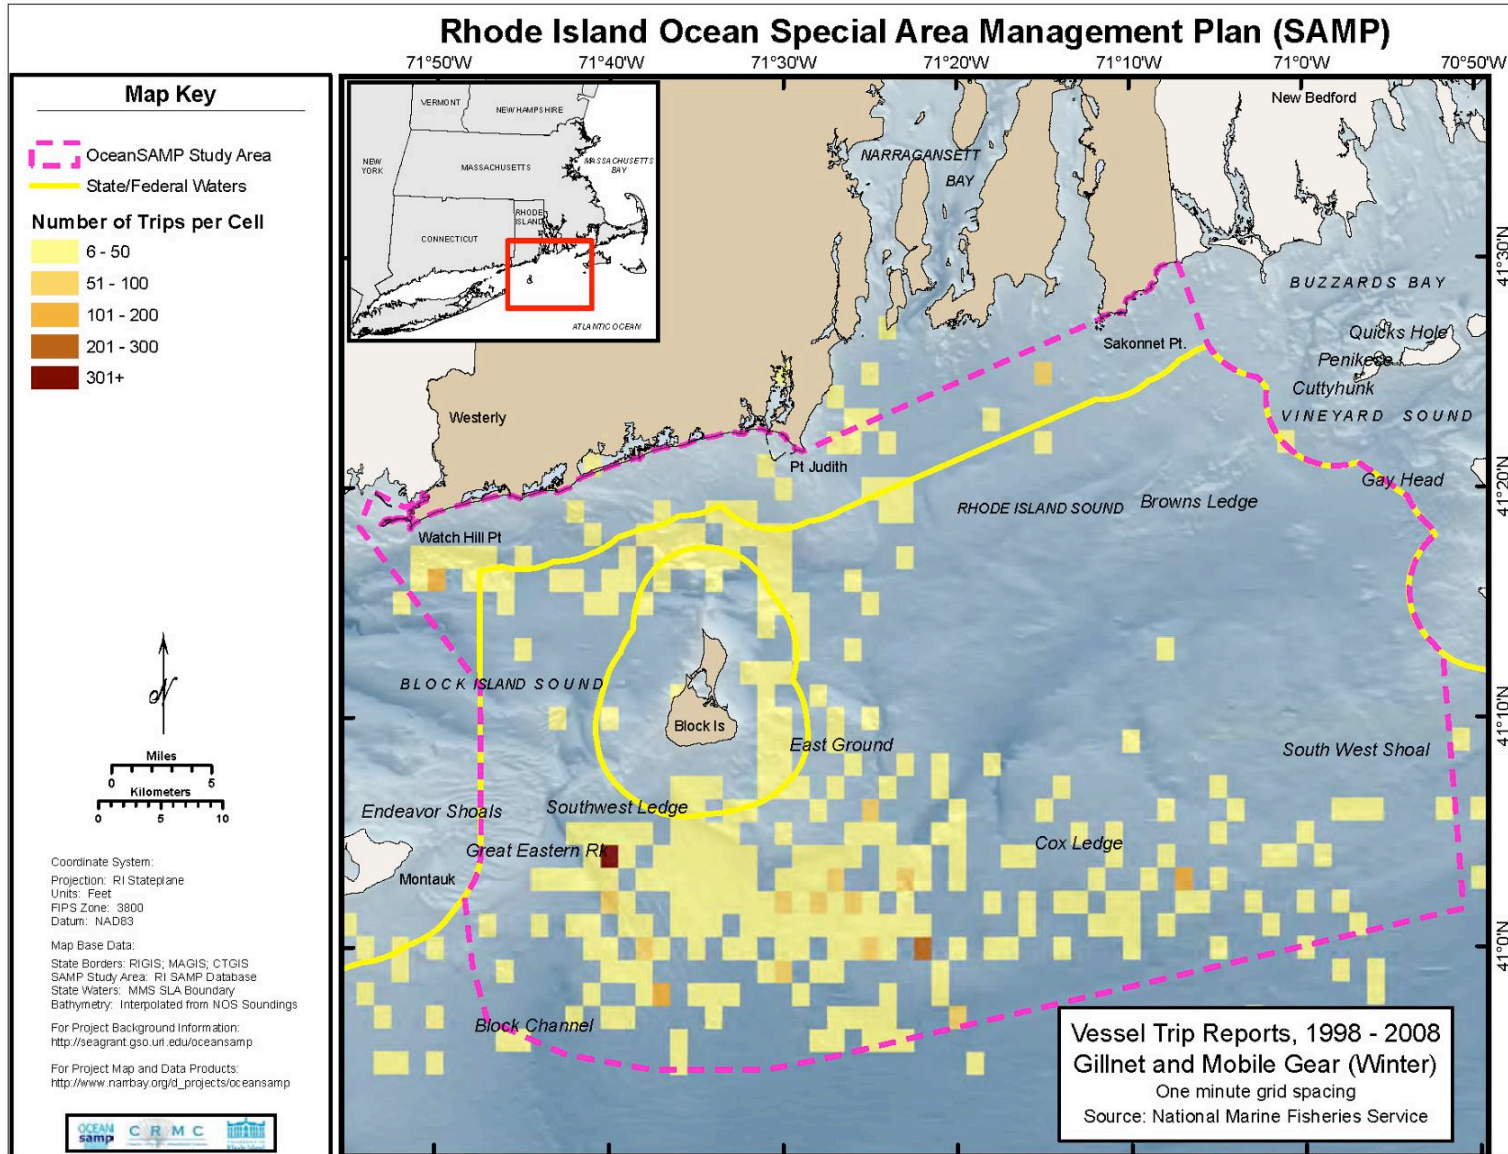 Rhode Island Ocean Special Area Management Plan (SAMP)
71°50'W
71°40'W
71°30'W
71°20'W
71°10'W
71°0'W
70°50'W
Map Key
OceanSAMP Study Area
State/Federal Waters
Number of Trips per Cell
6 - 50
51 - 100
101 - 200
201 - 300
301+
Miles
0 5
Kilometers
0 5 10
Coordinate System:
Projection: RI Stateplane
Units: Feet
FIPS Zone: 3800
Datum: NAD83
Map Base Data:
State Borders: RIGIS; MAGIS; CTGIS
SAMP Study Area: RI SAMP Database
State Waters: MMS SLA Boundary
Bathymetry: Interpolated from NOS Soundings
For Project Background Information:
http://seagrant.gso.uri.edu/oceansamp
For Project Map and Data Products:
http://www.narrbay.org/d_projects/oceansamp
OCEAN
samp
CRMC
VERMONT
NEW HAMPSHIRE
NEW
YORK
MASSACHUSETTS
MASSACHUSETTS
BAY
RHODE
ISLAND
CONNECTICUT
ATLANTIC OCEAN
New Bedford
NARRAGANSETT
BAY
41°30'N
BUZZARDS BAY
Quicks Hole
Sakonnet Pt.
Penikese
Cuttyhunk
VINEYARD SOUND
Westerly
Pt Judith
Gay Head
41°20'N
Browns Ledge
RHODE ISLAND SOUND
Watch Hill Pt
BLOCK ISLAND SOUND
Block Is
41°10'N
East Ground
South West Shoal
Endeavor Shoals
Southwest Ledge
Great Eastern Rk
Cox Ledge
Montauk
41°0'N
Block Channel
Vessel Trip Reports, 1998 - 2008
Gillnet and Mobile Gear (Winter)
One minute grid spacing
Source: National Marine Fisheries Service